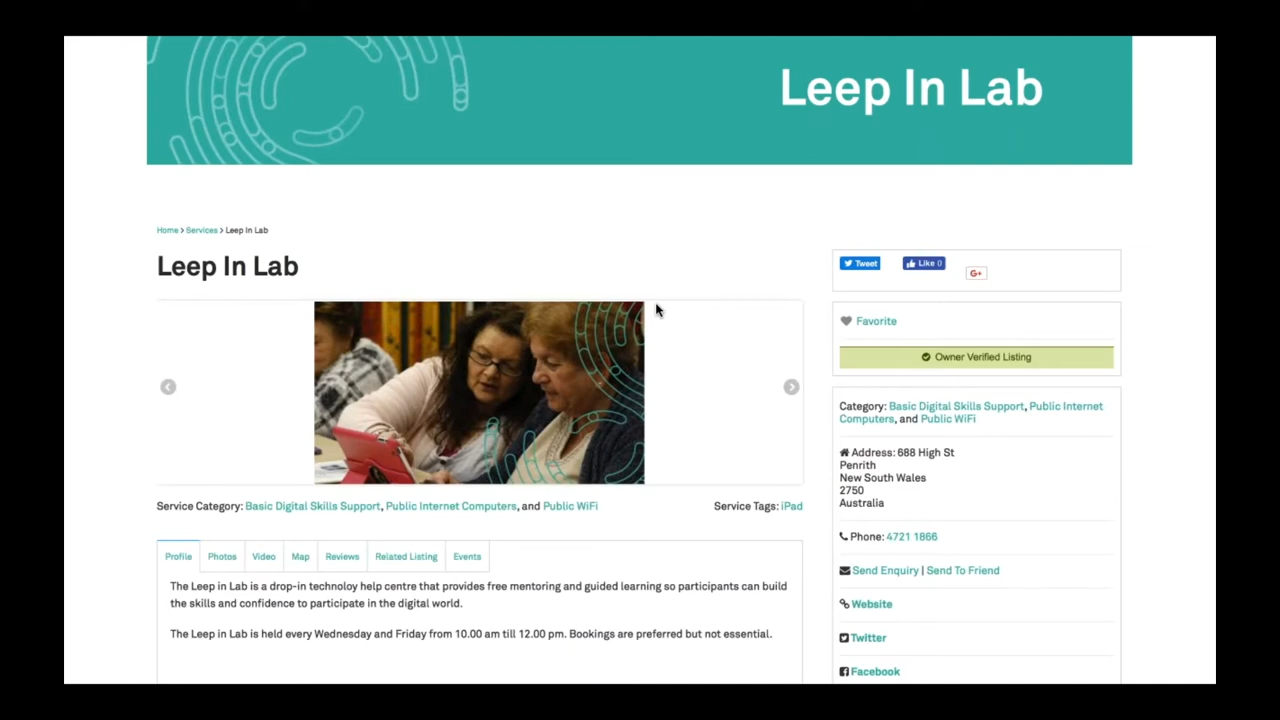 Leep In Lab
Home > Services > Leep In Lab
Leep In Lab
Service Category: Basic Digital Skills Support, Public Internet Computers, and Public WiFi
Service Tags: iPad
Profile
Photos
Video
Map
Reviews
Related Listing
Events
The Leep in Lab is a drop-in technoloy help centre that provides free mentoring and guided learning so participants can build
the skills and confidence to participate in the digital world.
The Leep in Lab is held every Wednesday and Friday from 10.00 am till 12.00 pm. Bookings are preferred but not essential.
Tweet
Like 0
G+
Favorite
Owner Verified Listing
Category: Basic Digital Skills Support, Public Internet
Computers, and Public WiFi
Address: 688 High St
Penrith
New South Wales
2750
Australia
Phone: 4721 1866
Send Enquiry | Send To Friend
Website
Twitter
Facebook